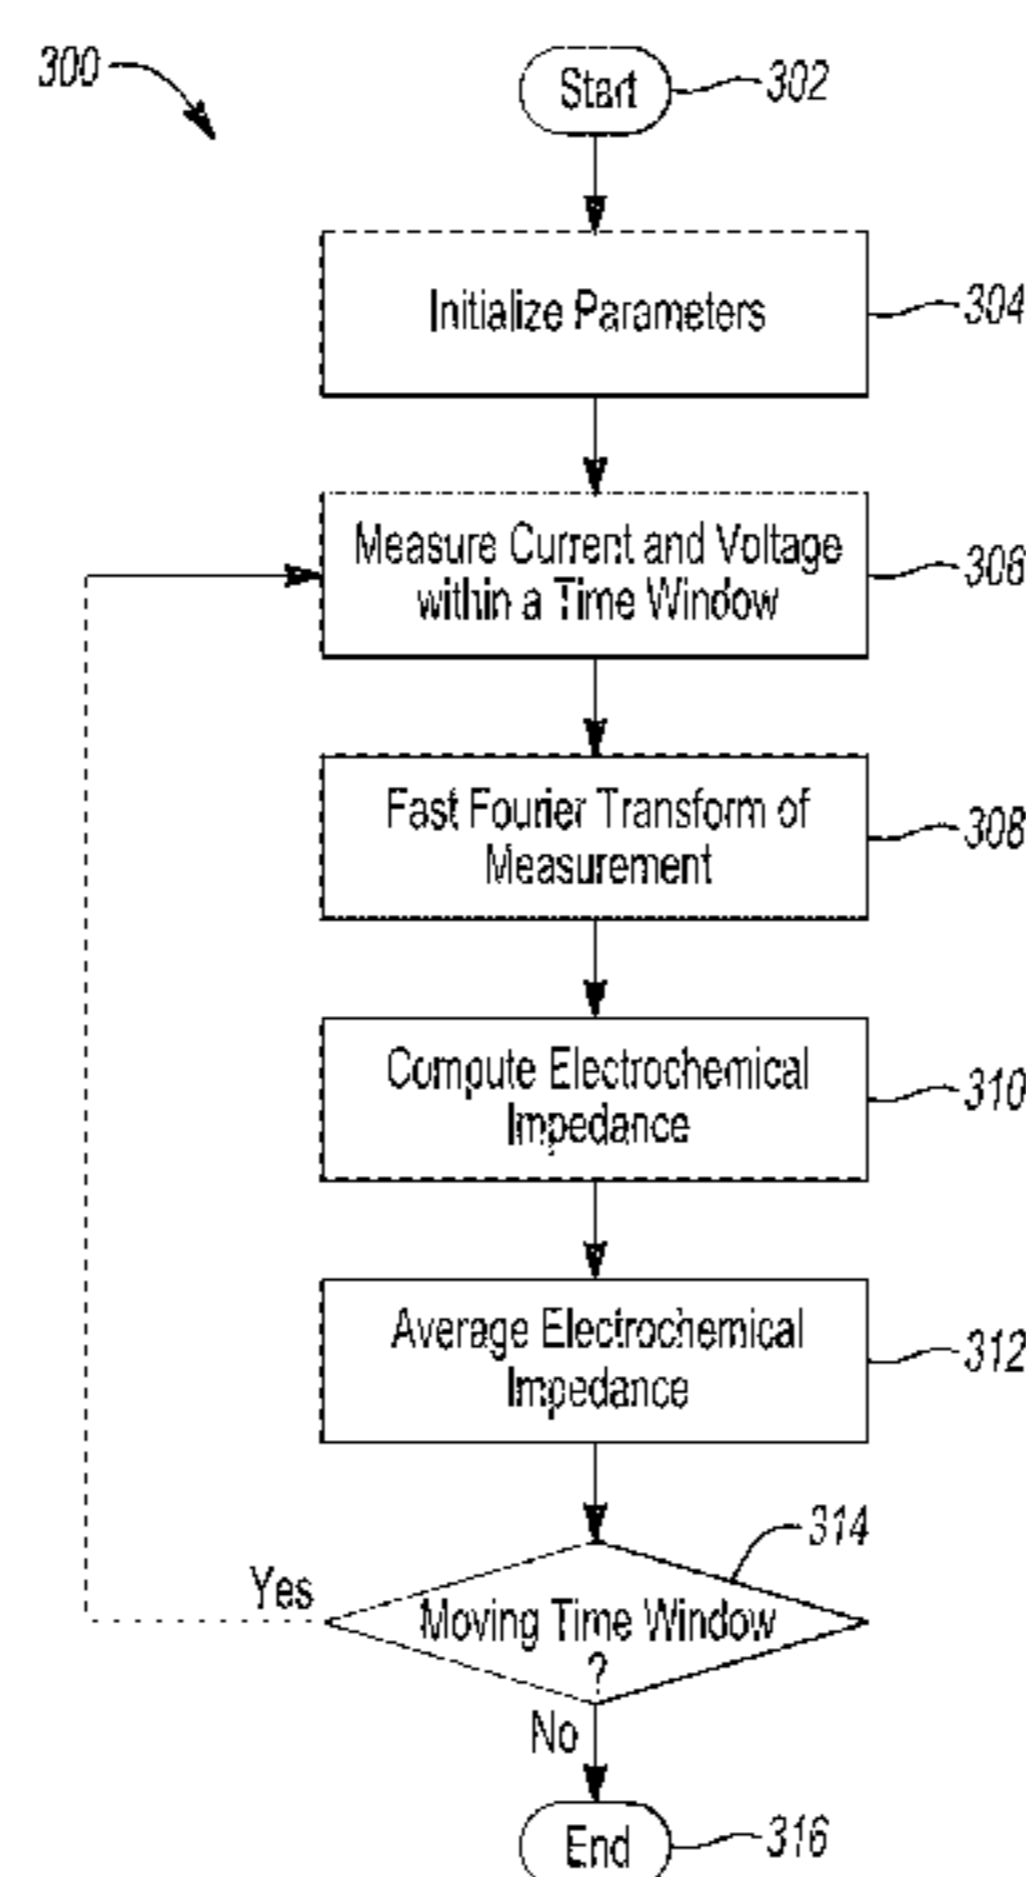 300
Start
302
Initialize Parameters
304
Measure Current and Voltage
within a Time Window
306
Fast Fourier Transform of
Measurement
308
Compute Electrochemical
Impedance
310
Average Electrochemical
Impedance
312
314
Yes
Moving Time Window
?
No
End
316